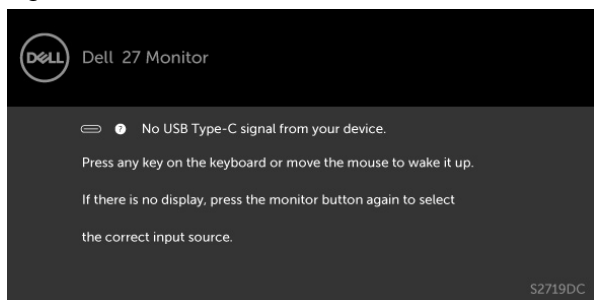 DELL Dell 27 Monitor
? No USB Type-C signal from your device.
Press any key on the keyboard or move the mouse to wake it up.
If there is no display, press the monitor button again to select
the correct input source.
S2719DC